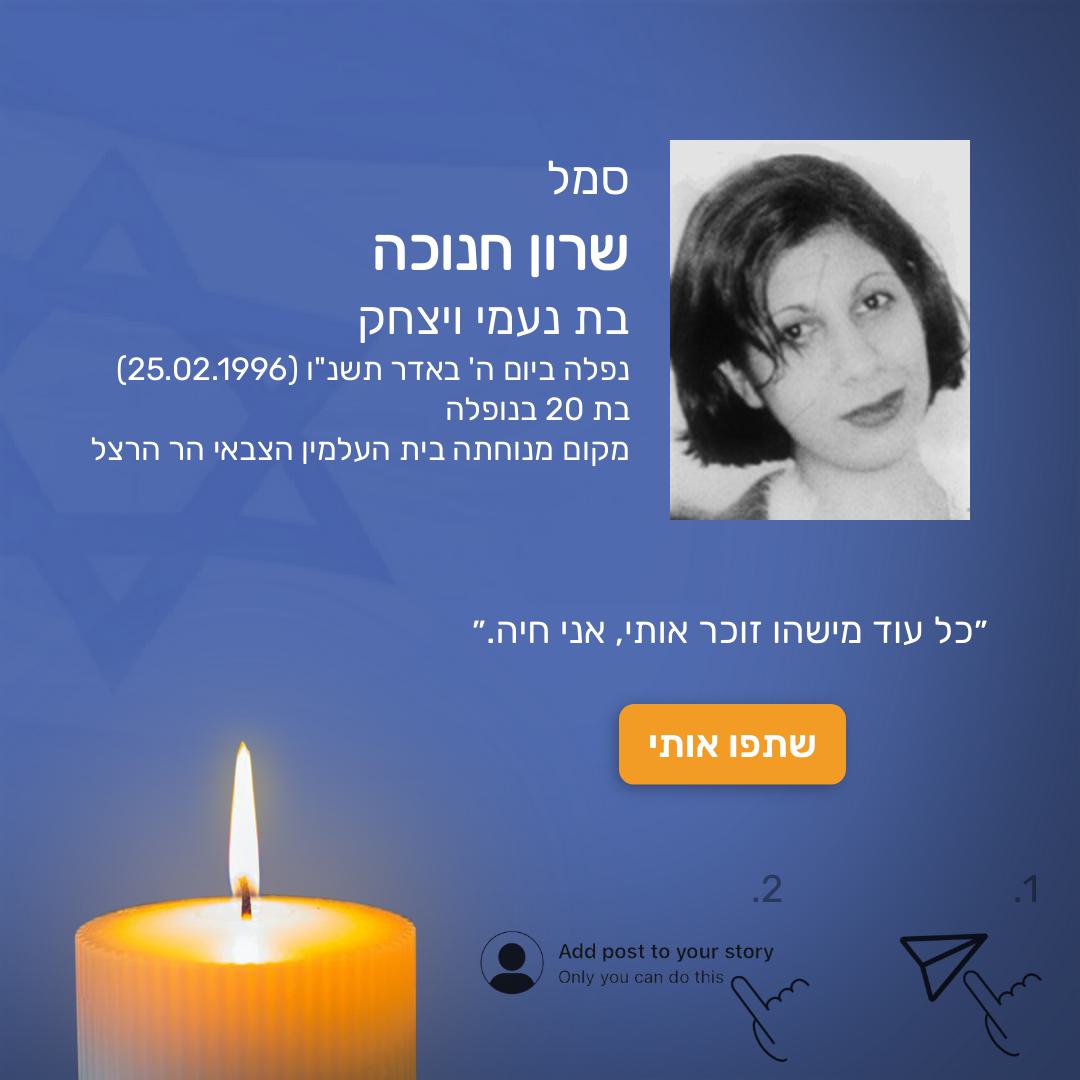 סמל
שרון חנוכה
בת נעמי ויצחק
נפלה ביום ה' באדר תשנ"ו (25.02.1996)
בת 20 בנופלה
מקום מנוחתה בית העלמין הצבאי הר הרצל
״כל עוד מישהו זוכר אותי, אני חיה.״
שתפו אותי
.1
.2
Add post to your story
Only you can do this